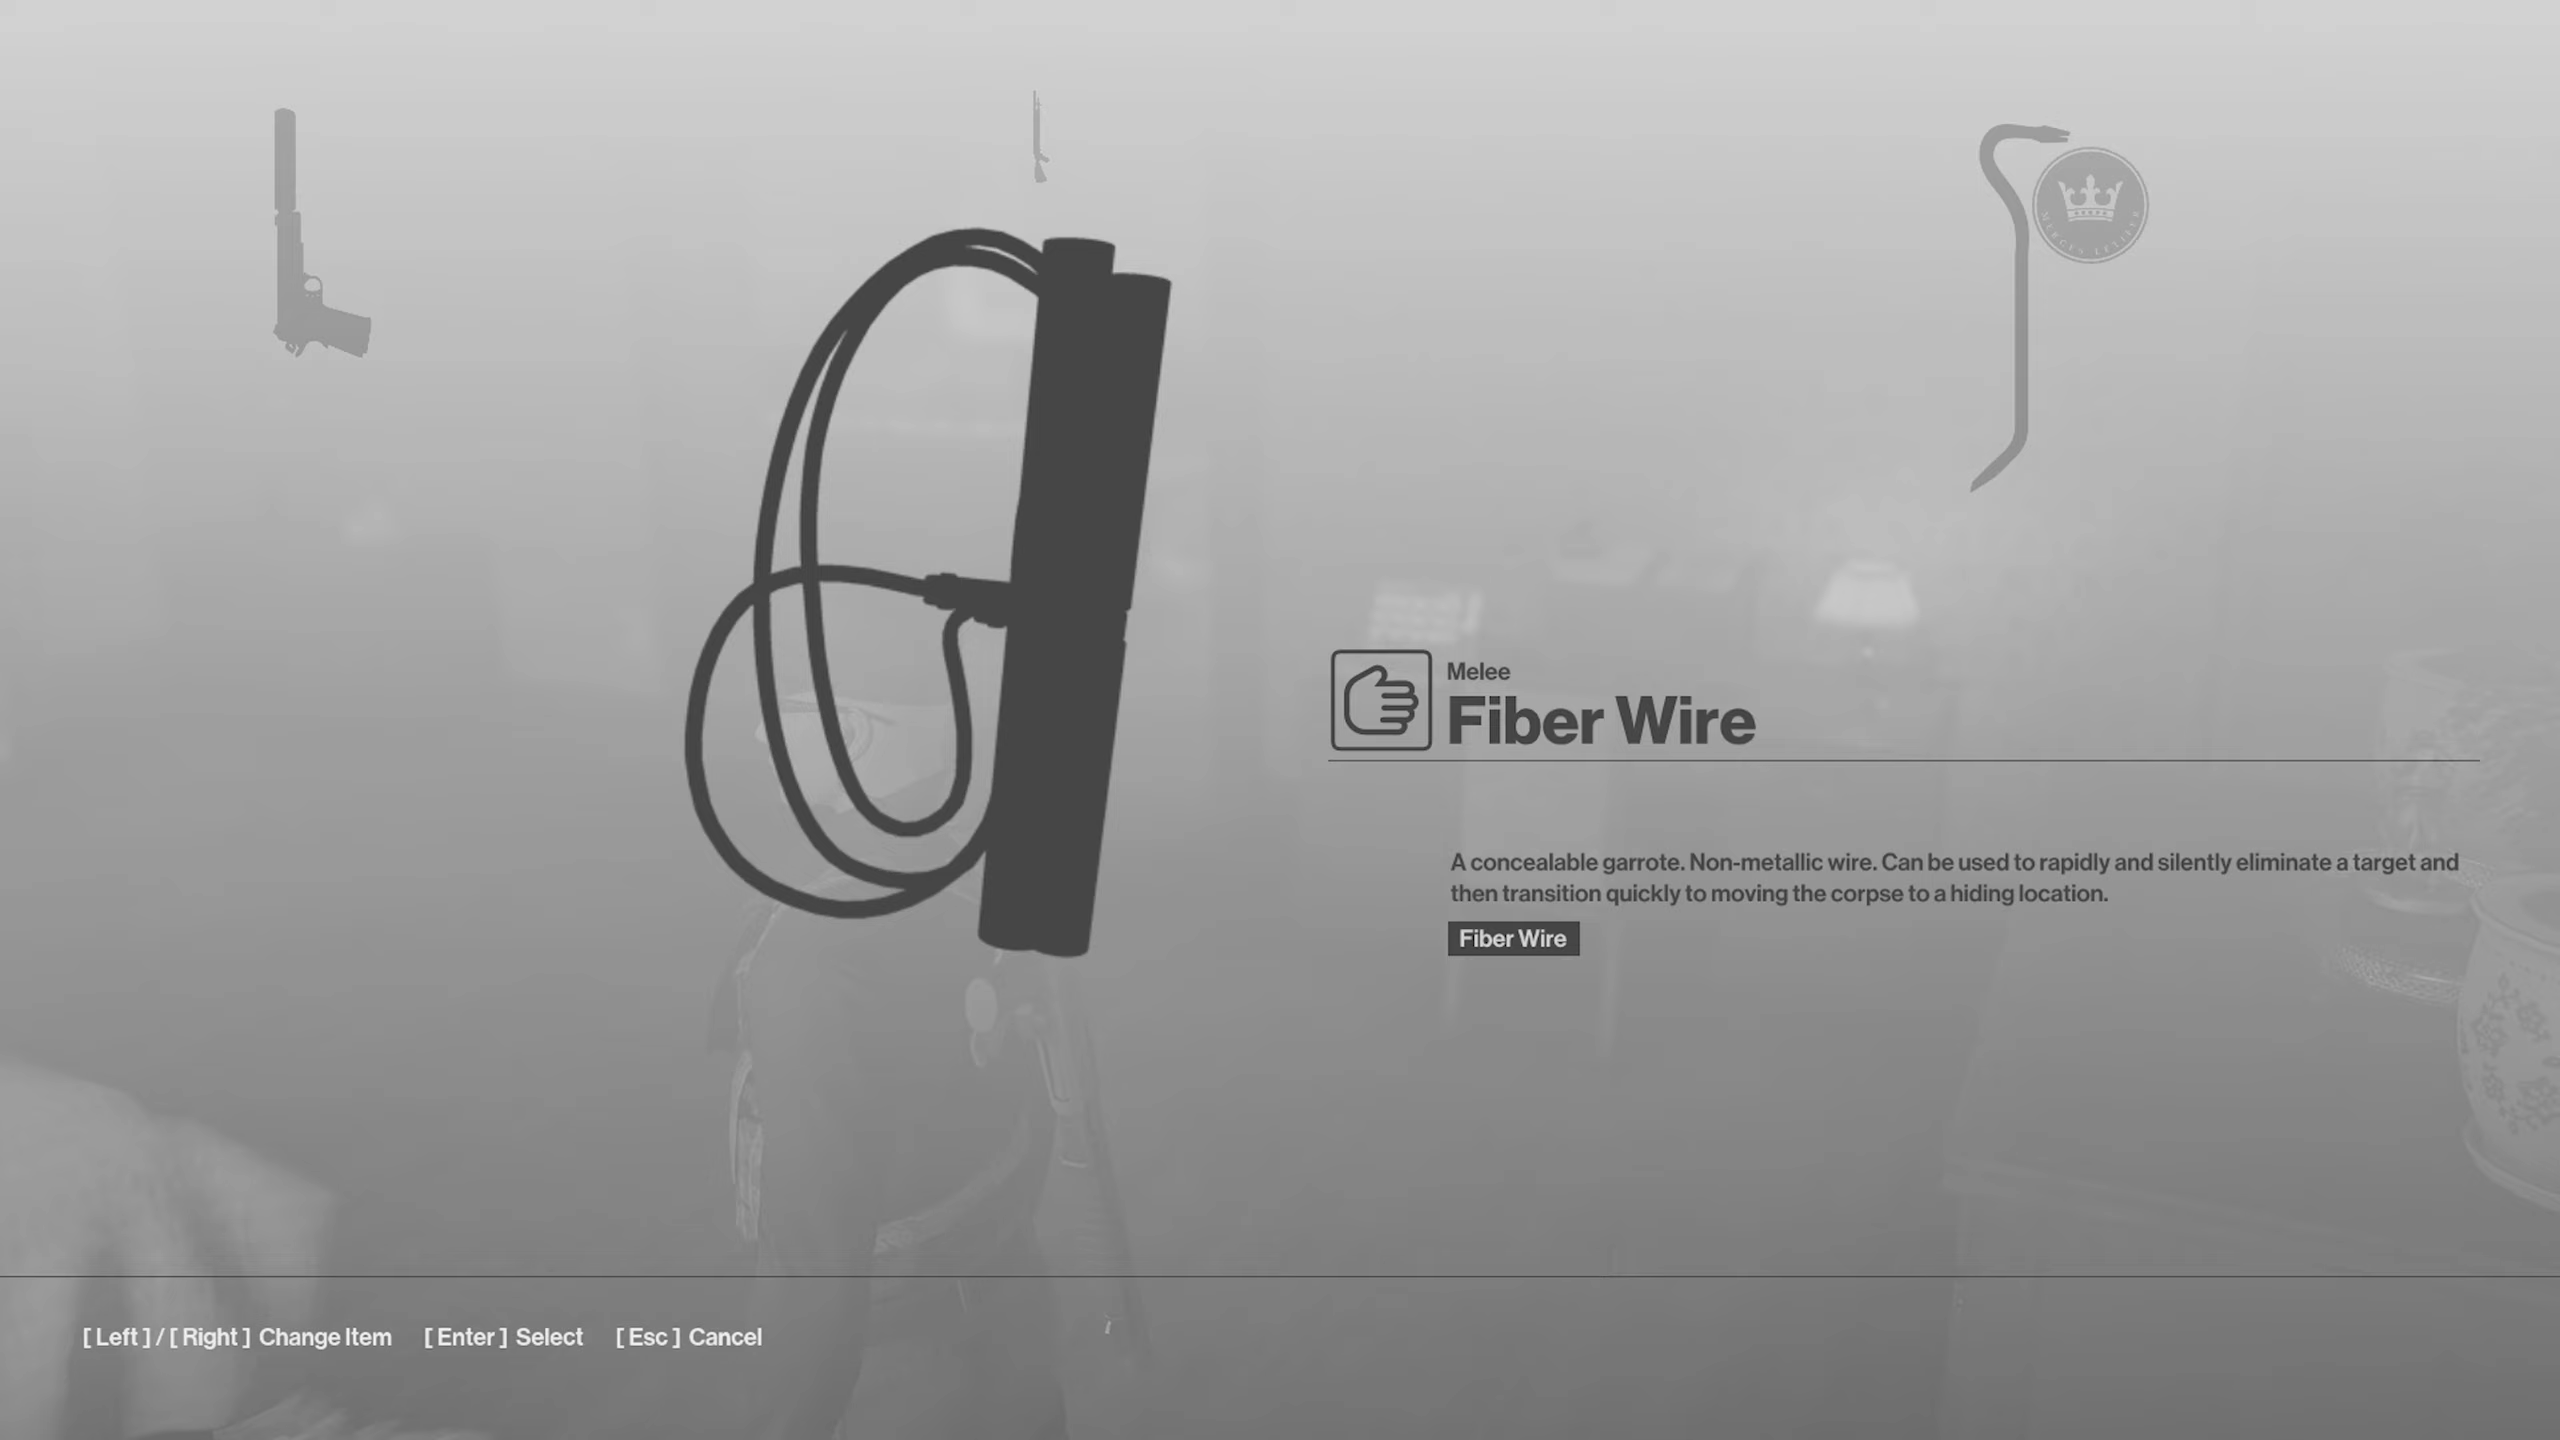 Melee
Fiber Wire
A concealable garrote. Non-metallic wire. Can be used to rapidly and silently eliminate a target and
then transition quickly to moving the corpse to a hiding location.
Fiber Wire
[ Left ] / [ Right ] Change Item [ Enter ] Select [ Esc ] Cancel